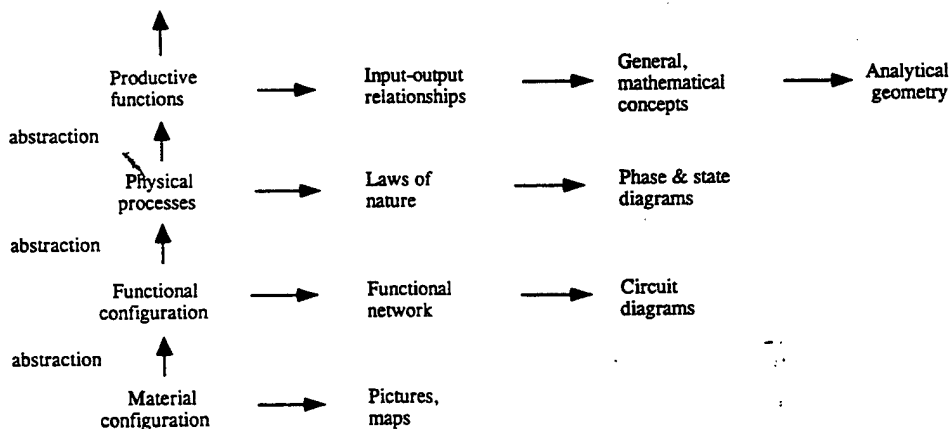 Productive
functions
Input-output
relationships
General,
mathematical
concepts
Analytical
geometry
abstraction
Physical
processes
Laws of
nature
Phase & state
diagrams
abstraction
Functional
configuration
Functional
network
Circuit
diagrams
abstraction
Material
configuration
Pictures,
maps